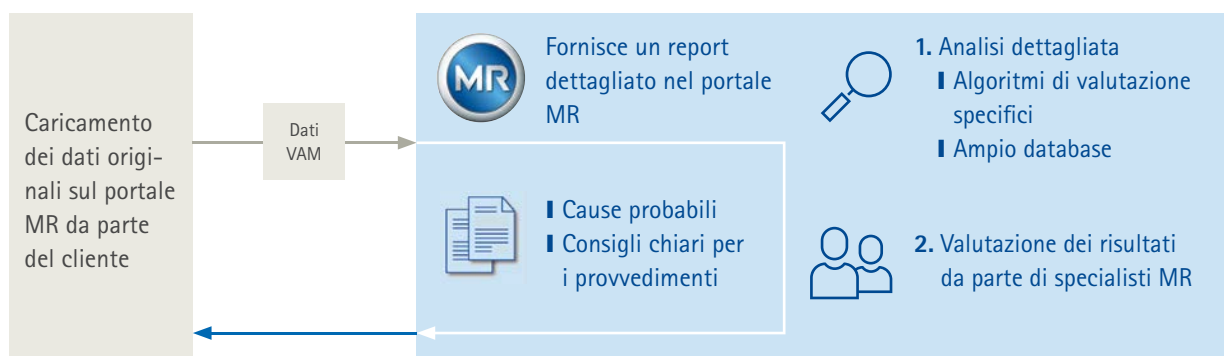 Caricamento
dei dati origi-
nali sul portale
MR da parte
del cliente
Dati
VAM
MR
Fornisce un report
dettagliato nel portale
MR
Cause probabili
Consigli chiari per
i provvedimenti
1. Analisi dettagliata
Algoritmi di valutazione
specifici
Ampio database
2. Valutazione dei risultati
da parte di specialisti MR